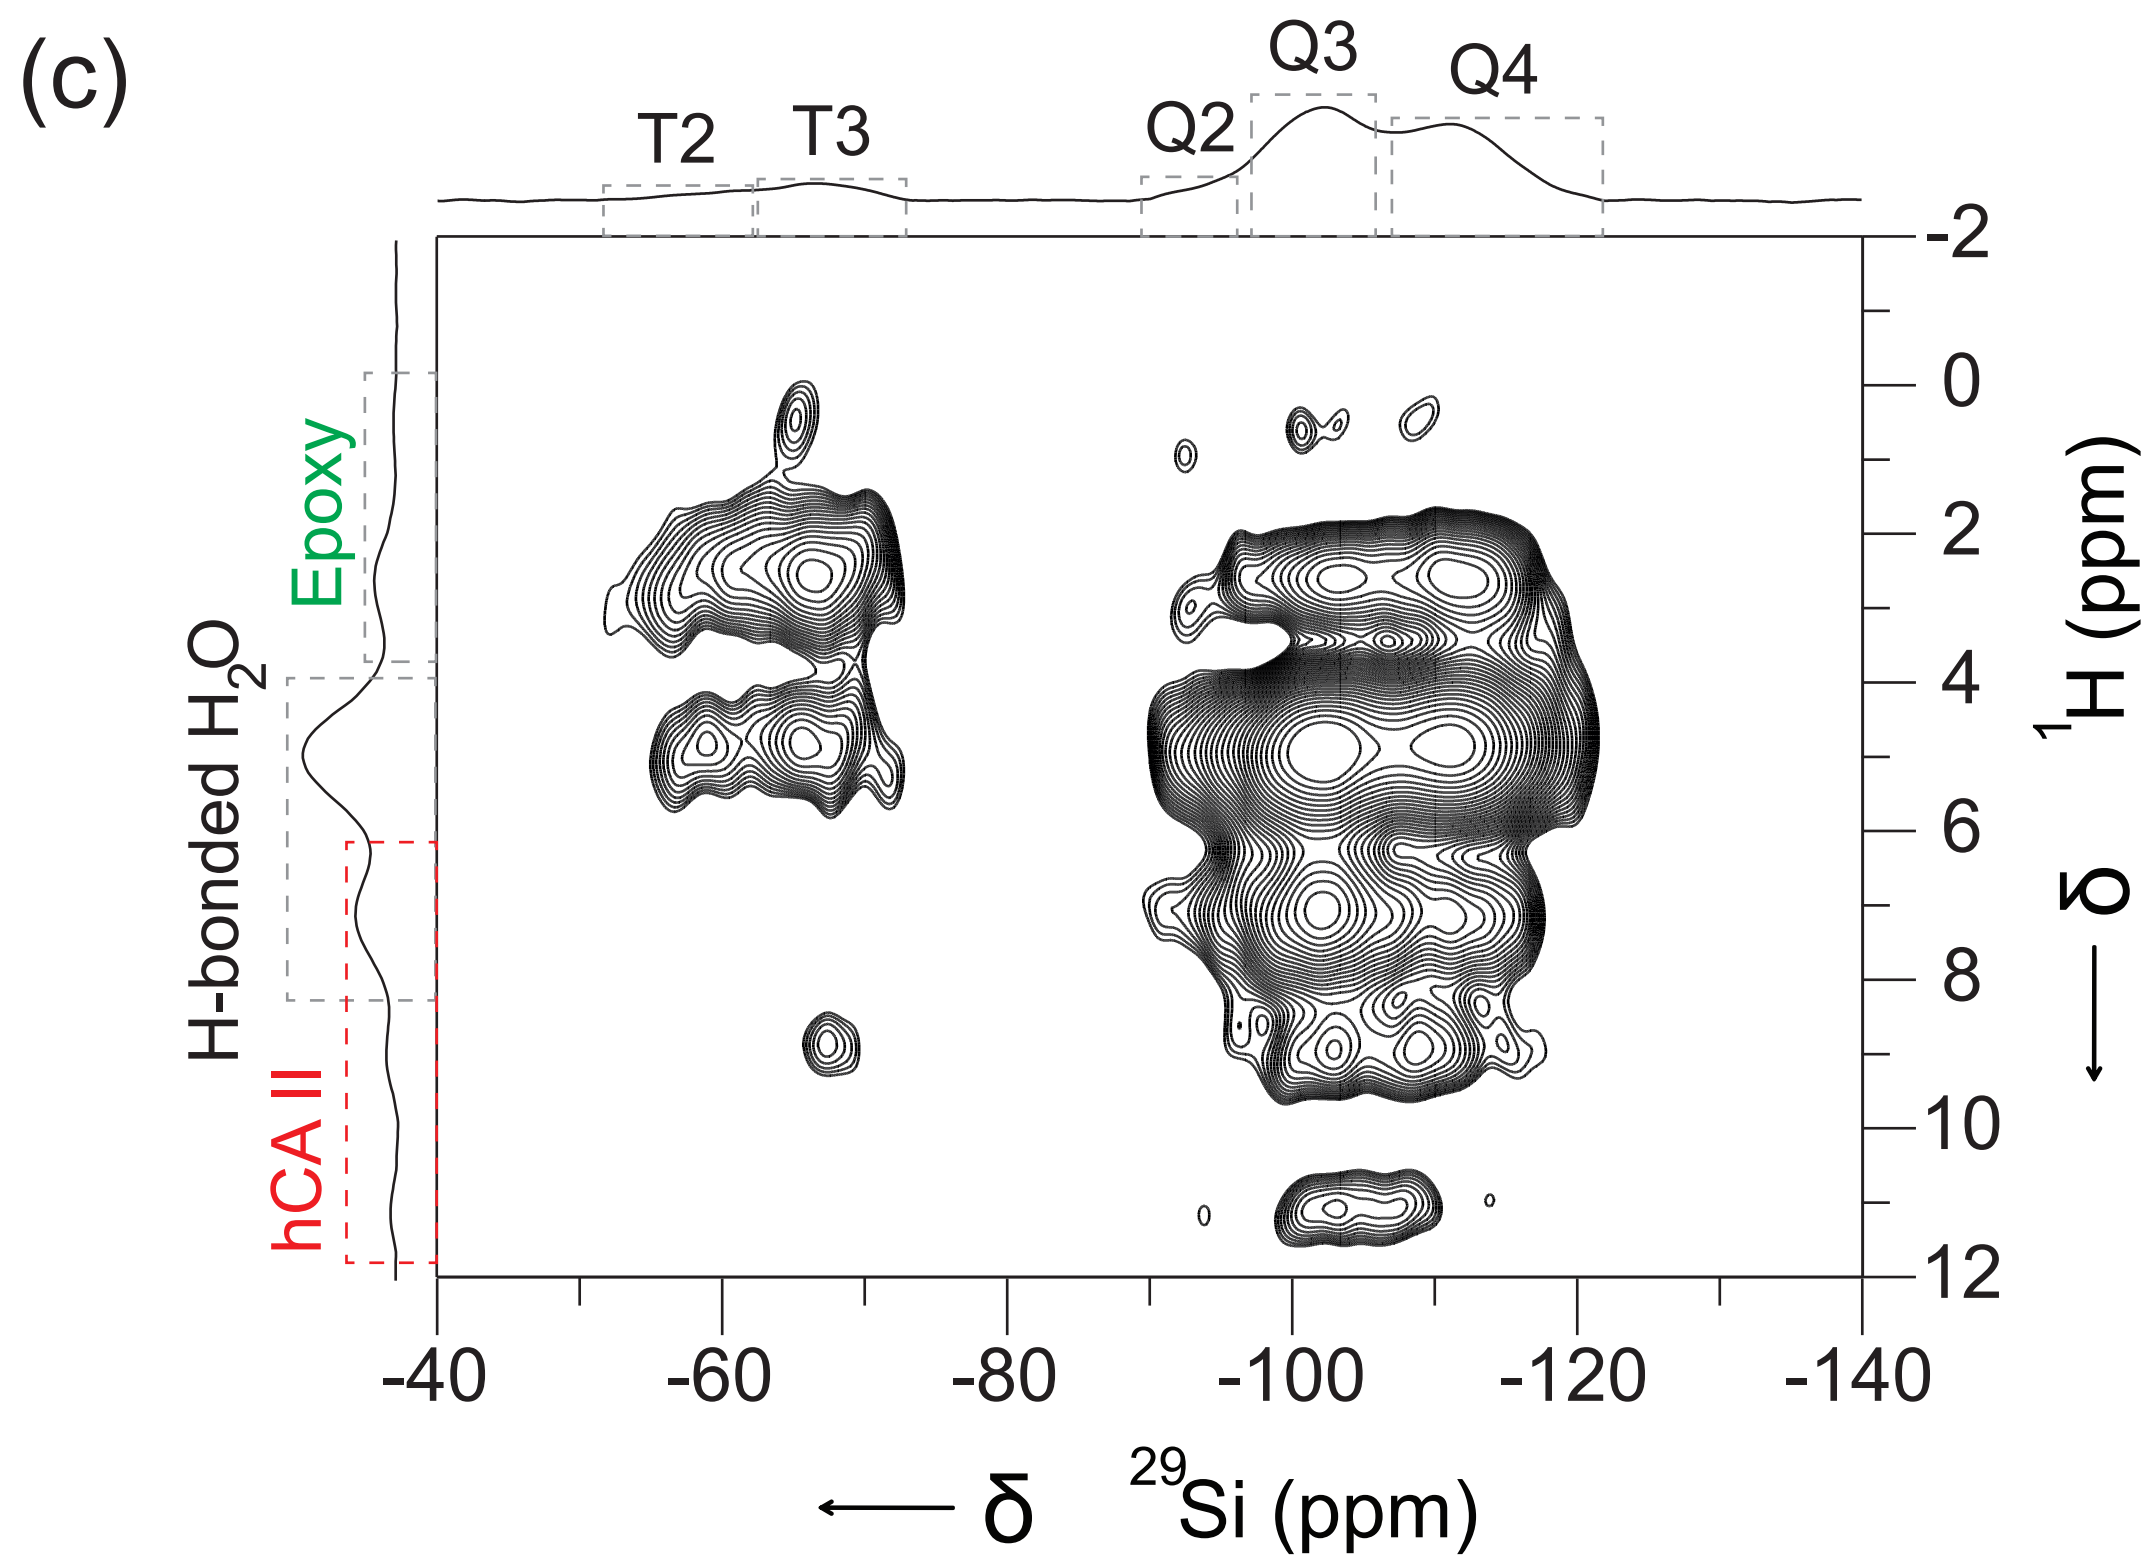 (c)
T2
T3
Q2
Q3
Q4
Epoxy
H-bonded H2O
hCA II
-2
0
2
4
6
8
10
12
1H (ppm)
δ
-40
-60
-80
-100
-120
-140
δ 29Si (ppm)